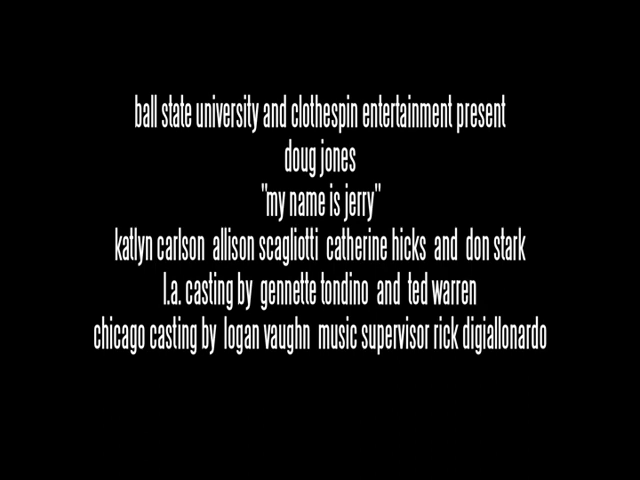 ball state university and clothespin entertainment present
doug jones
"my name is jerry"
katlyn carlson allison scagliotti catherine hicks and don stark
l.a. casting by gennette tondino and ted warren
chicago casting by logan vaughn music supervisor rick digiallonardo